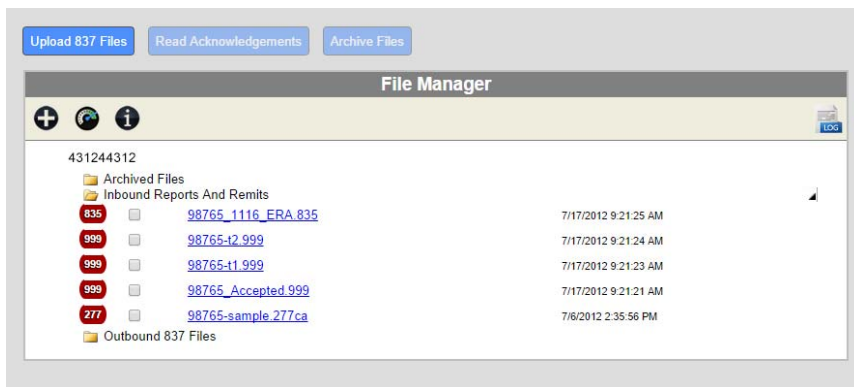 Upload 837 Files Read Acknowledgements Archive Files
File Manager
LOG
431244312
Archived Files
Inbound Reports And Remits
835 98765_1116_ERA.835 7/17/2012 9:21:25 AM
999 98765-t2.999 7/17/2012 9:21:24 AM
999 98765-t1.999 7/17/2012 9:21:23 AM
999 98765_Accepted.999 7/17/2012 9:21:21 AM
277 98765-sample.277ca 7/6/2012 2:35:56 PM
Outbound 837 Files